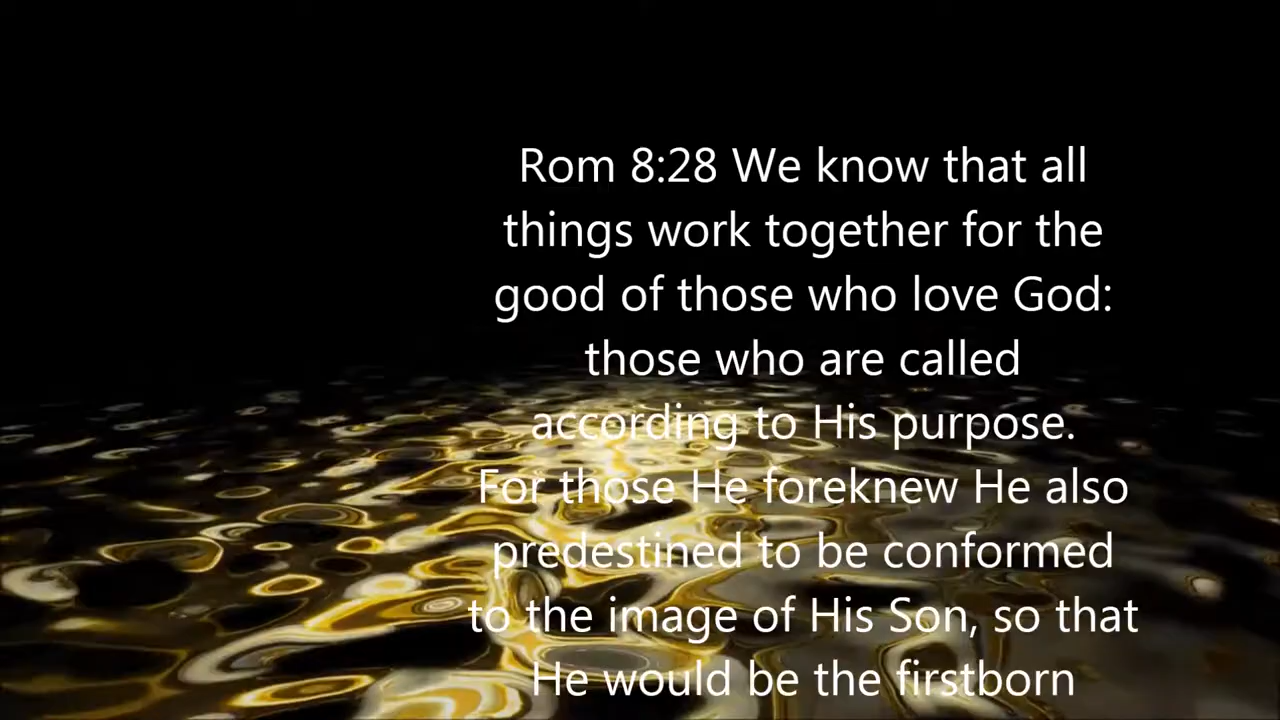 Rom 8:28 We know that all
things work together for the
good of those who love God:
those who are called
according to His purpose.
For those He foreknew He also
predestined to be conformed
to the image of His Son, so that
He would be the firstborn